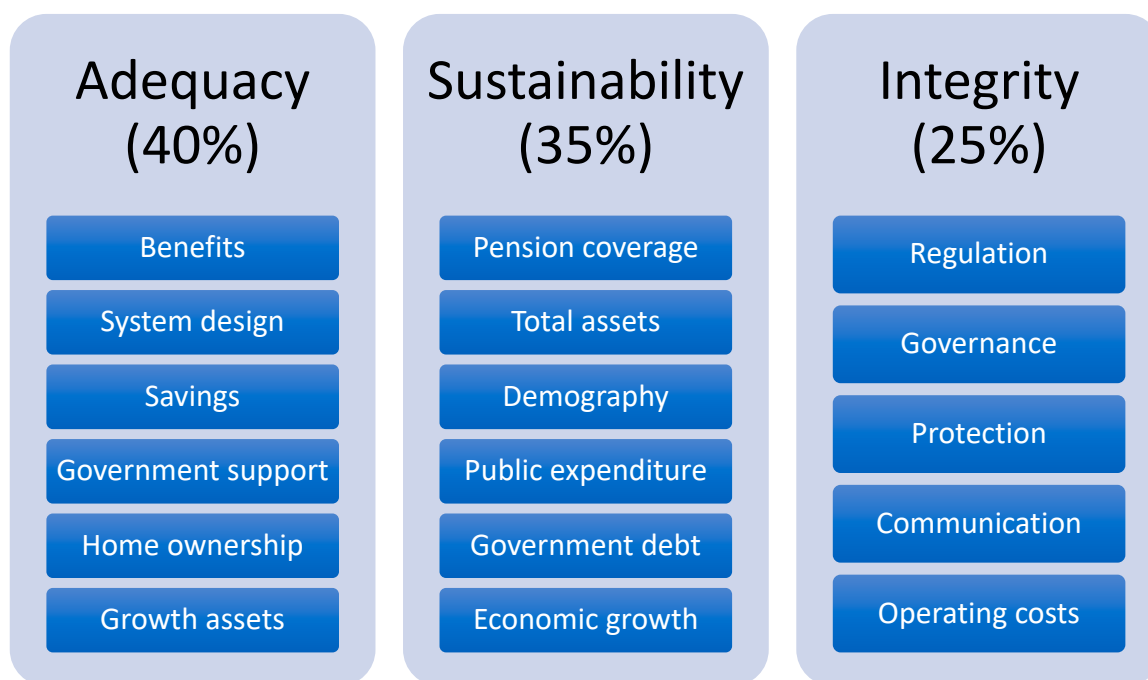 Adequacy
(40%)
Benefits
System design
Savings
Government support
Home ownership
Growth assets
Sustainability
(35%)
Pension coverage
Total assets
Demography
Public expenditure
Government debt
Economic growth
Integrity
(25%)
Regulation
Governance
Protection
Communication
Operating costs